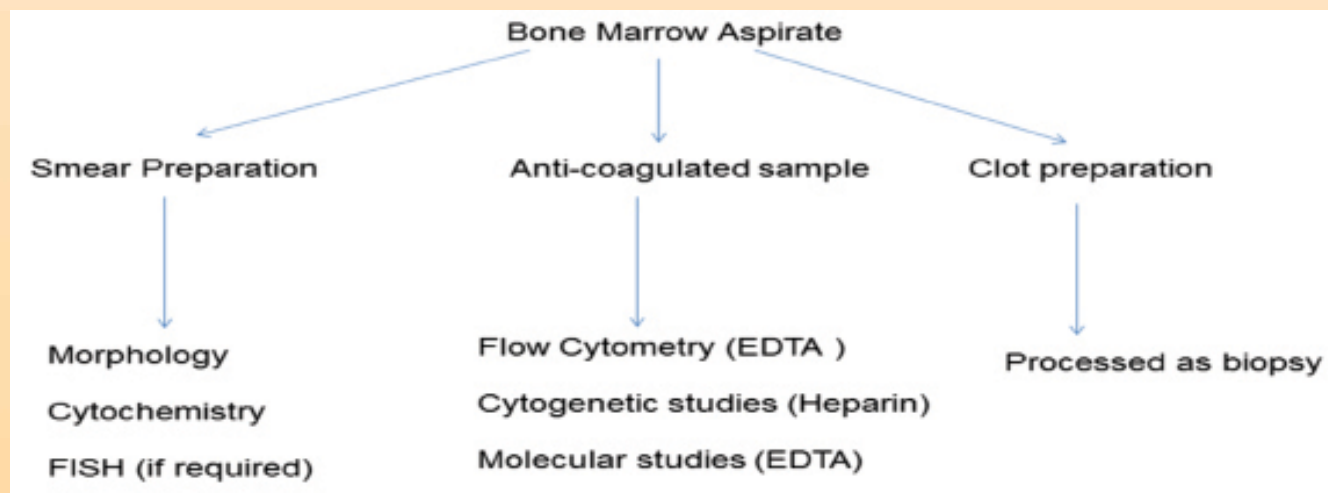 Bone Marrow Aspirate
Smear Preparation
Anti-coagulated sample
Clot preparation
Morphology
Cytochemistry
FISH (if required)
Flow Cytometry (EDTA )
Cytogenetic studies (Heparin)
Molecular studies (EDTA)
Processed as biopsy